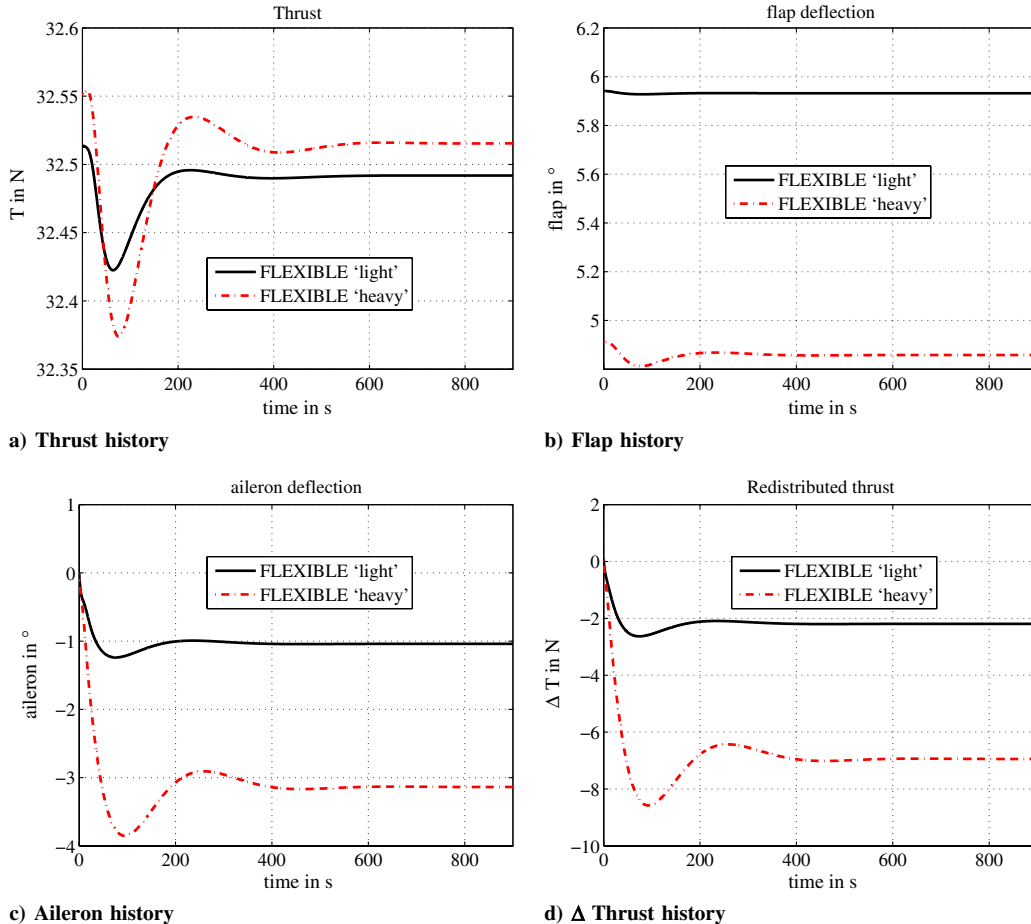 Thrust
32.6
32.55
32.5
32.45
32.4
32.35
T in N
FLEXIBLE ‘light’
FLEXIBLE ‘heavy’
0 200 400 600 800
time in s
a) Thrust history
flap deflection
6.2
6
5.8
5.6
5.4
5.2
5
flap in °
FLEXIBLE ‘light’
FLEXIBLE ‘heavy’
0 200 400 600 800
time in s
b) Flap history
aileron deflection
1
0
−1
−2
−3
−4
aileron in °
FLEXIBLE ‘light’
FLEXIBLE ‘heavy’
0 200 400 600 800
time in s
c) Aileron history
Redistributed thrust
2
0
−2
−4
−6
−8
−10
Δ T in N
FLEXIBLE ‘light’
FLEXIBLE ‘heavy’
0 200 400 600 800
time in s
d) Δ Thrust history